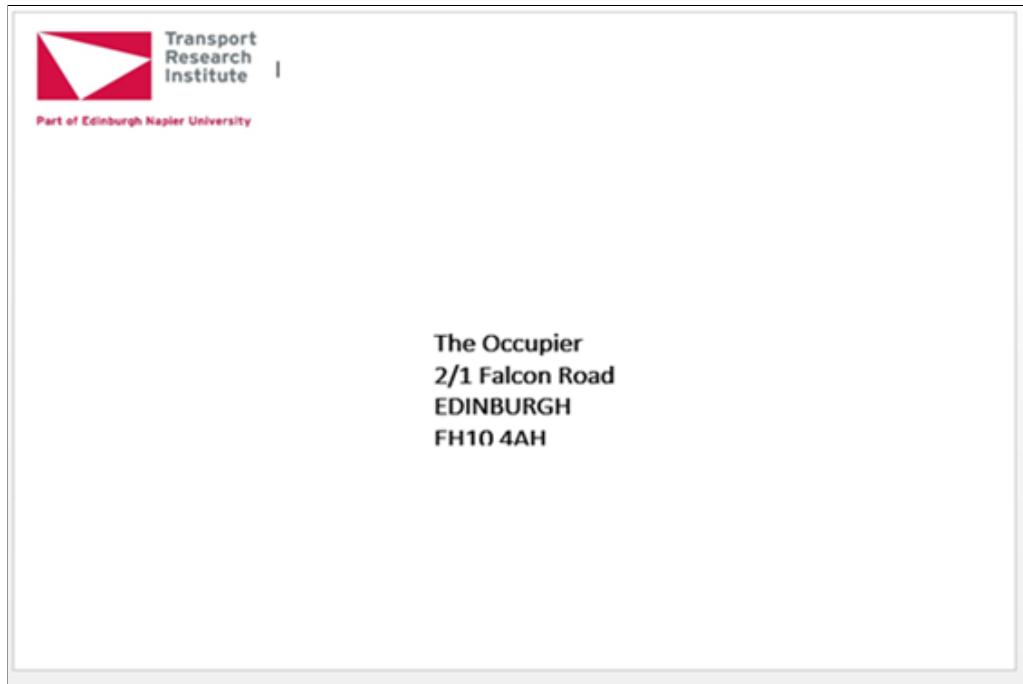 Transport
Research
Institute
Part of Edinburgh Napier University
The Occupier
2/1 Falcon Road
EDINBURGH
EH10 4AH